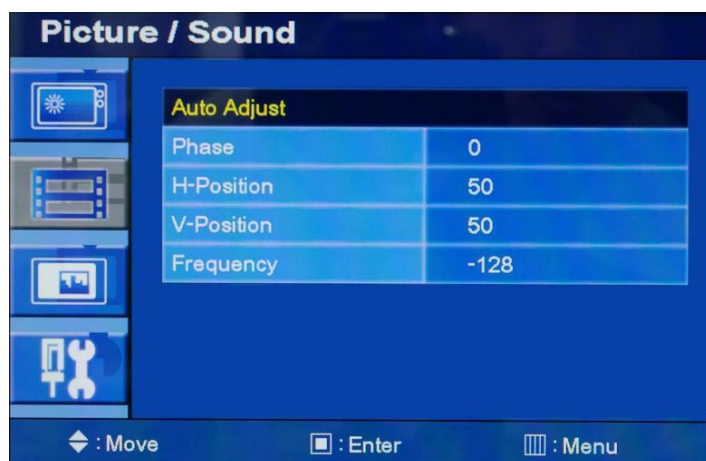 Picture / Sound
Auto Adjust
Phase 0
H-Position 50
V-Position 50
Frequency -128
: Move : Enter : Menu